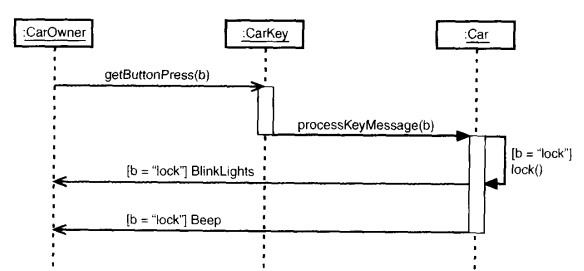 :CarOwner
:CarKey
:Car
getButtonPress(b)
processKeyMessage(b)
[b = "lock"]
lock()
[b = "lock"] BlinkLights
[b = "lock"] Beep